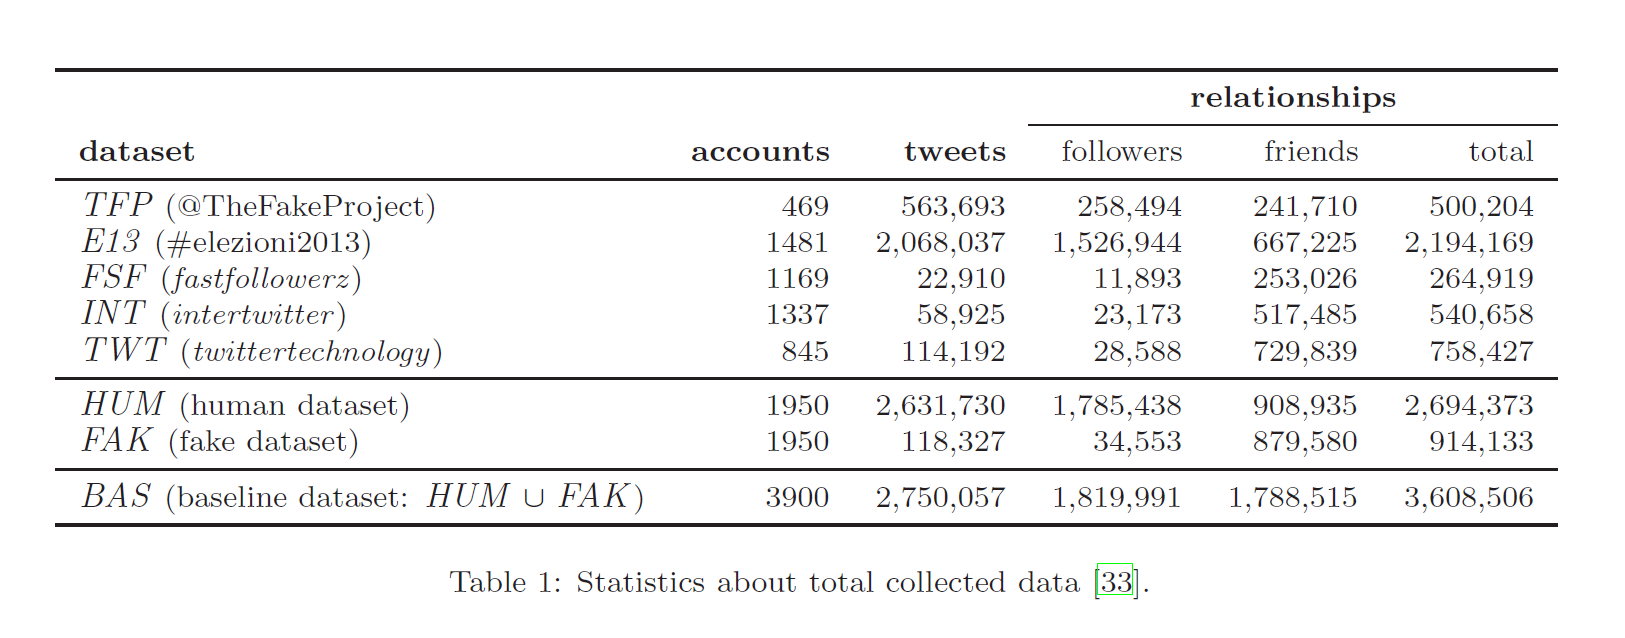 relationships
dataset accounts tweets followers friends total
TFP (@TheFakeProject) 469 563,693 258,494 241,710 500,204
E13 (#elezioni2013) 1481 2,068,037 1,526,944 667,225 2,194,169
FSF (fastfollowerz) 1169 22,910 11,893 253,026 264,919
INT (intertwitter) 1337 58,925 23,173 517,485 540,658
TWT (twittertechnology) 845 114,192 28,588 729,839 758,427
HUM (human dataset) 1950 2,631,730 1,785,438 908,935 2,694,373
FAK (fake dataset) 1950 118,327 34,553 879,580 914,133
BAS (baseline dataset: HUM ∪ FAK) 3900 2,750,057 1,819,991 1,788,515 3,608,506
Table 1: Statistics about total collected data [33].